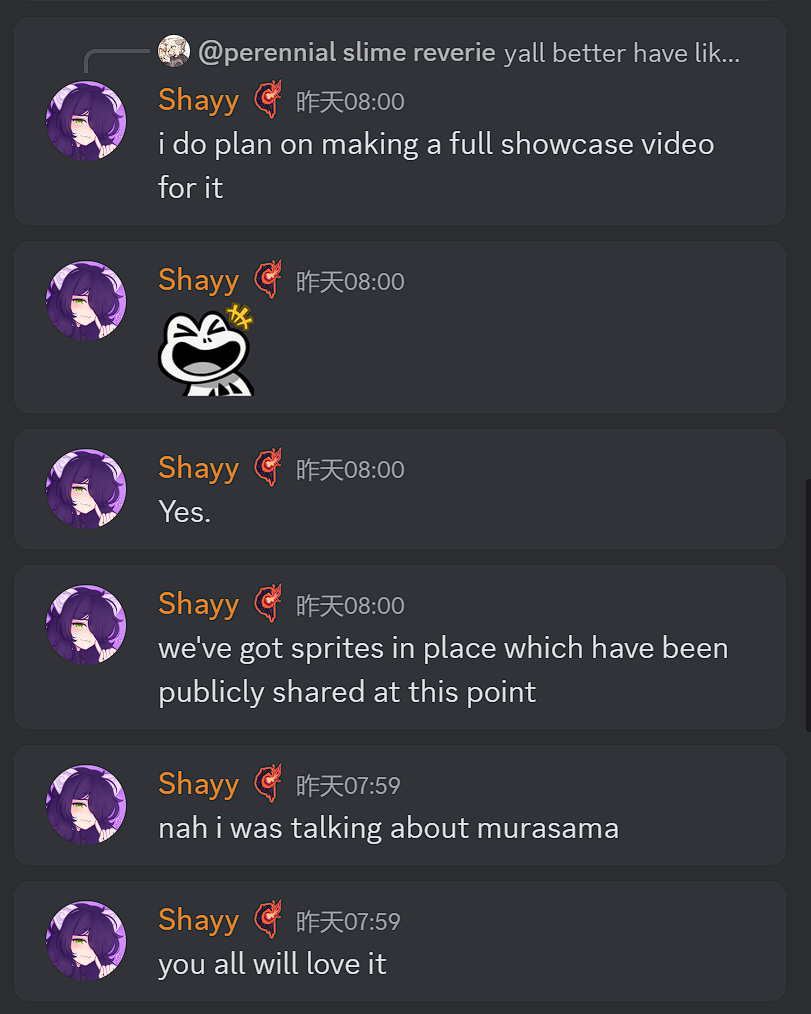 @perennial slime reverie yall better have lik...
Shayy 昨天08:00
i do plan on making a full showcase video
for it
Shayy 昨天08:00
Shayy 昨天08:00
Yes.
Shayy 昨天08:00
we've got sprites in place which have been
publicly shared at this point
Shayy 昨天07:59
nah i was talking about murasama
Shayy 昨天07:59
you all will love it